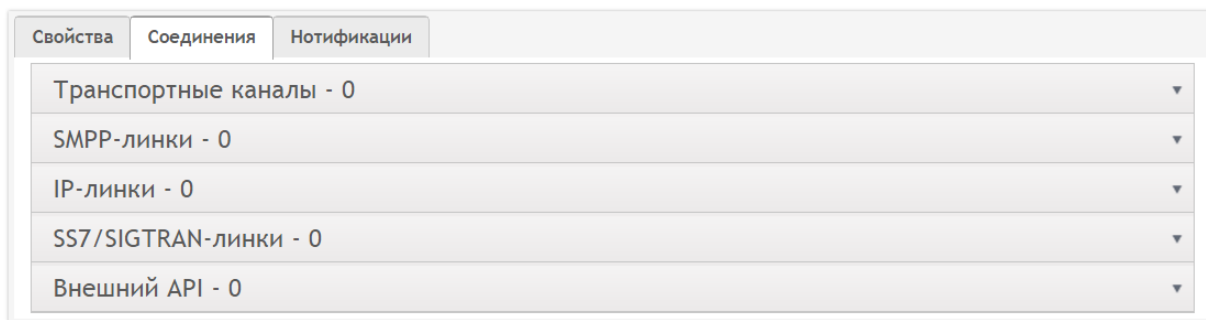 Свойства Соединения Нотификации
Транспортные каналы - 0
SMPP-линки - 0
IP-линки - 0
SS7/SIGTRAN-линки - 0
Внешний API - 0